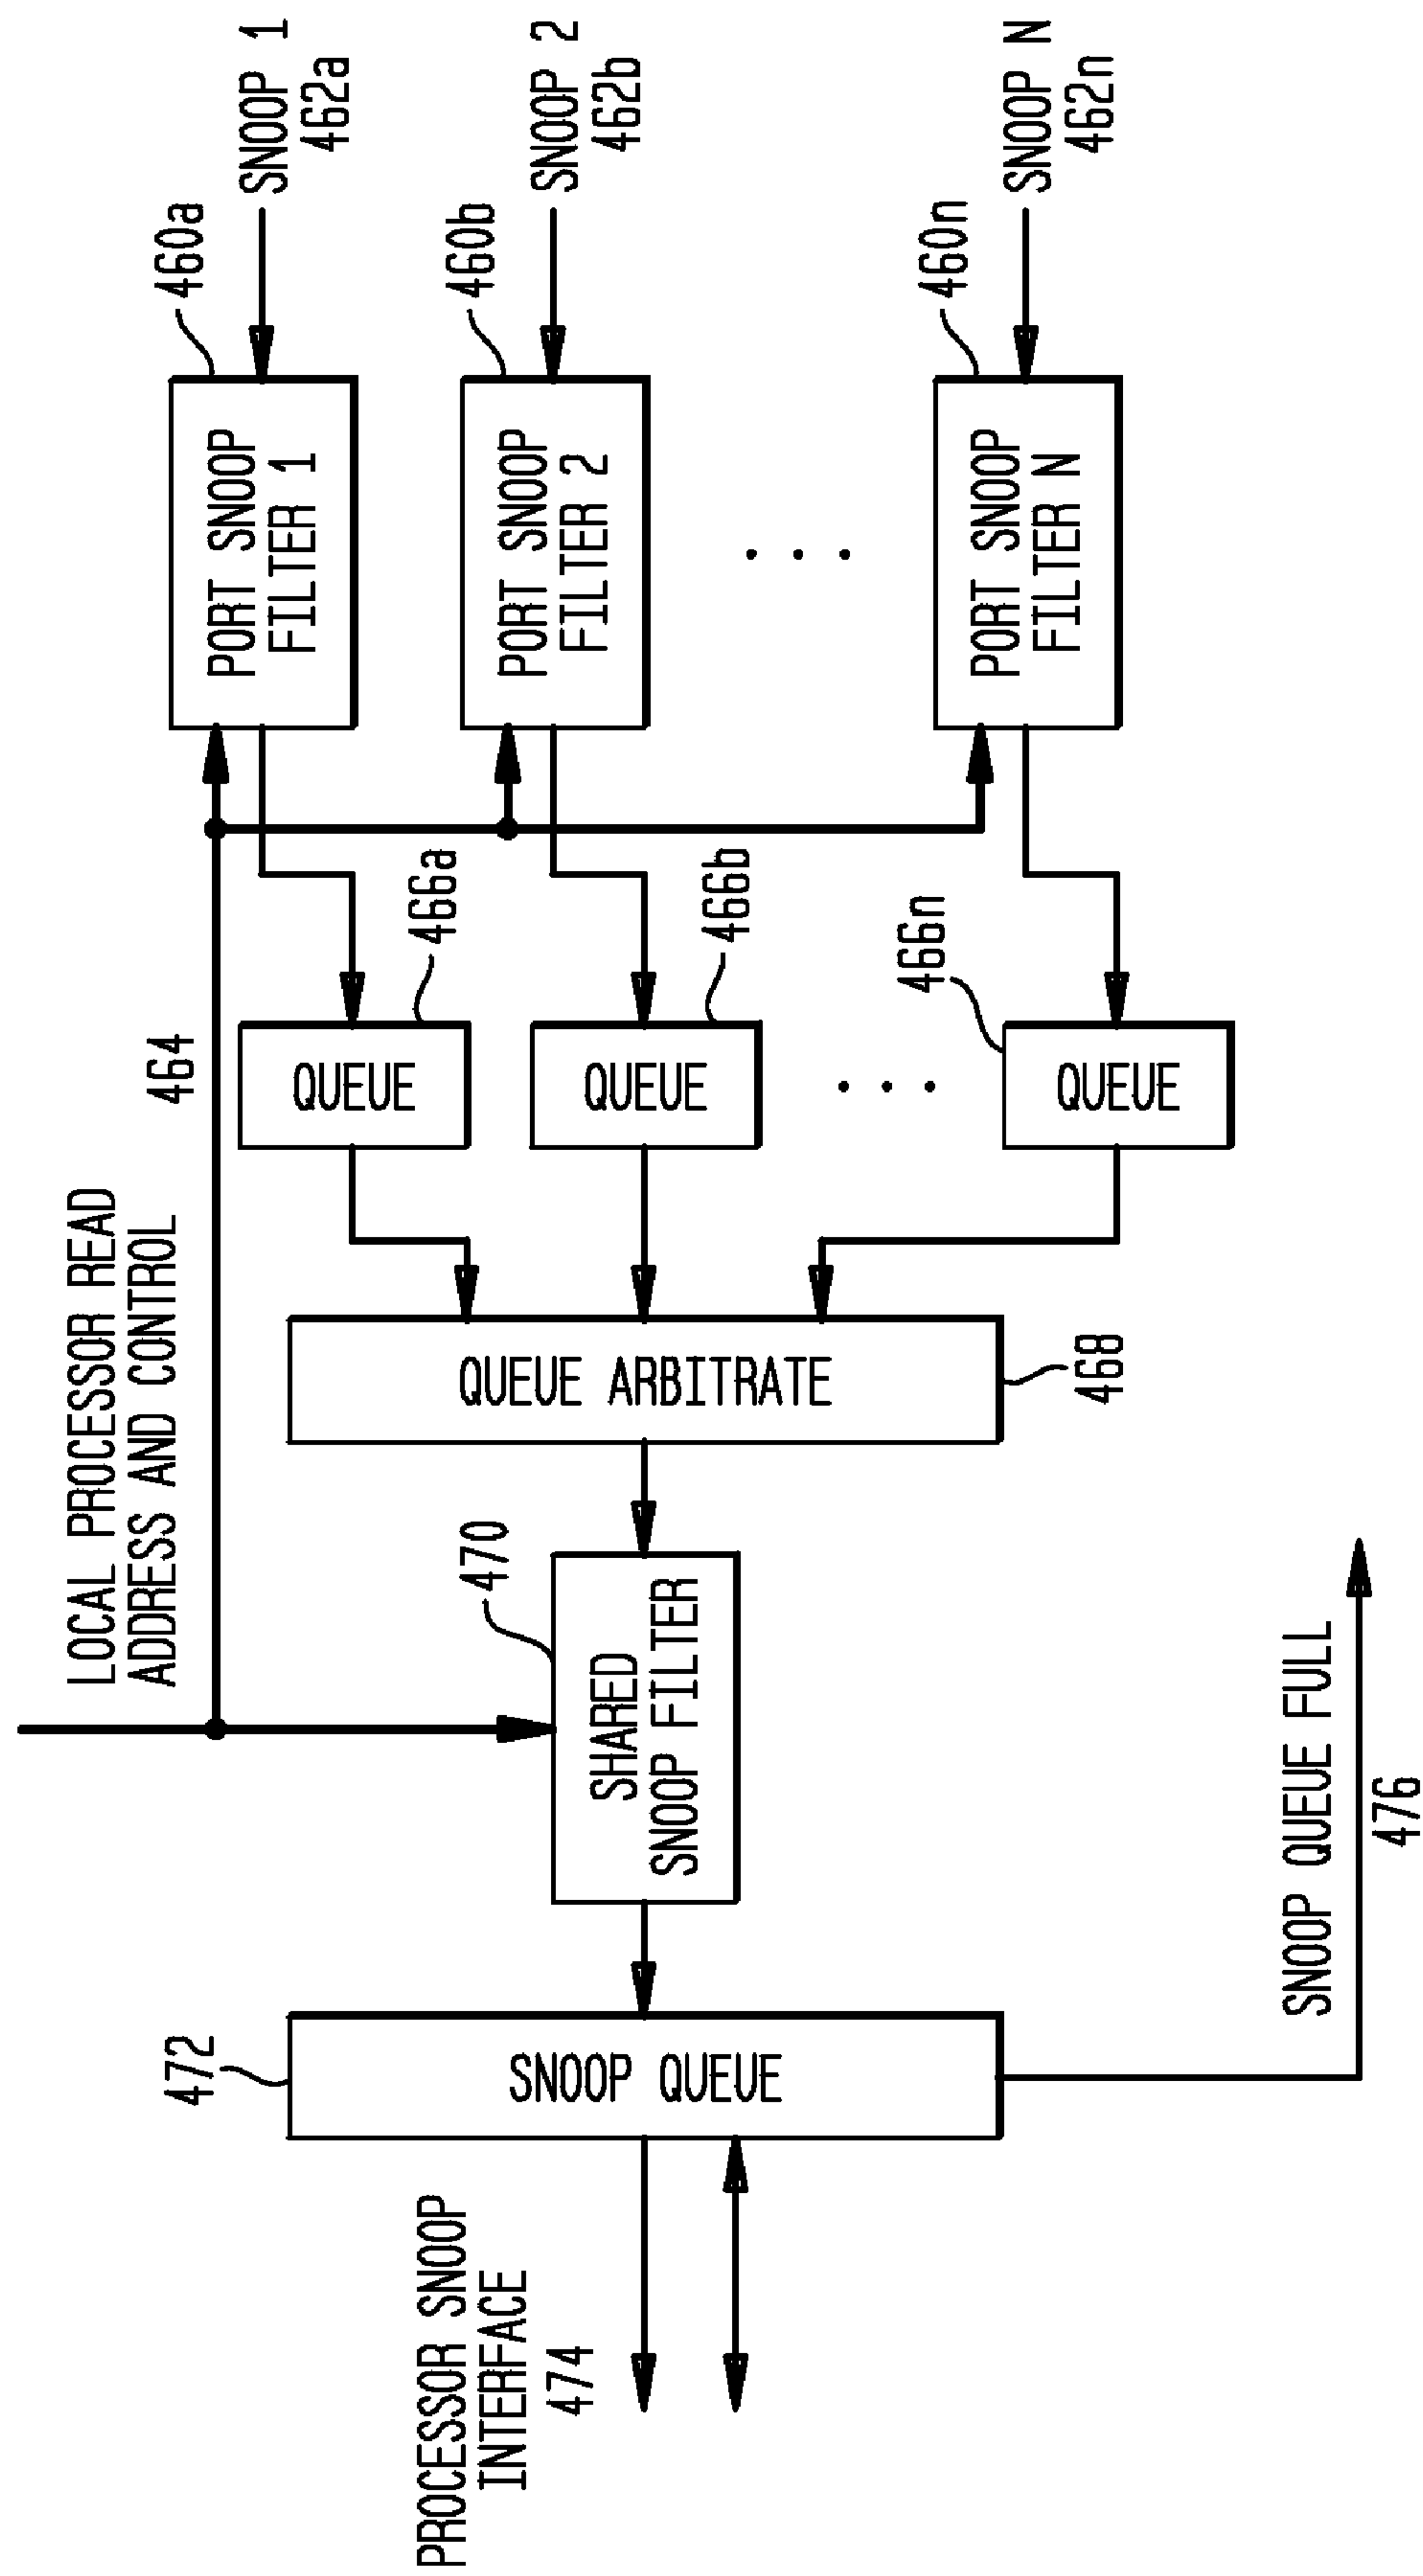 LOCAL PROCESSOR READ
ADDRESS AND CONTROL
464
460a
SNOOP 1
462a
PORT SNOOP
FILTER 1
460b
SNOOP 2
462b
PORT SNOOP
FILTER 2
460n
SNOOP N
462n
PORT SNOOP
FILTER N
466a
QUEUE
466b
QUEUE
466n
QUEUE
QUEUE ARBITRATE
468
470
SHARED
SNOOP FILTER
472
SNOOP QUEUE
PROCESSOR SNOOP
INTERFACE
474
SNOOP QUEUE FULL
476